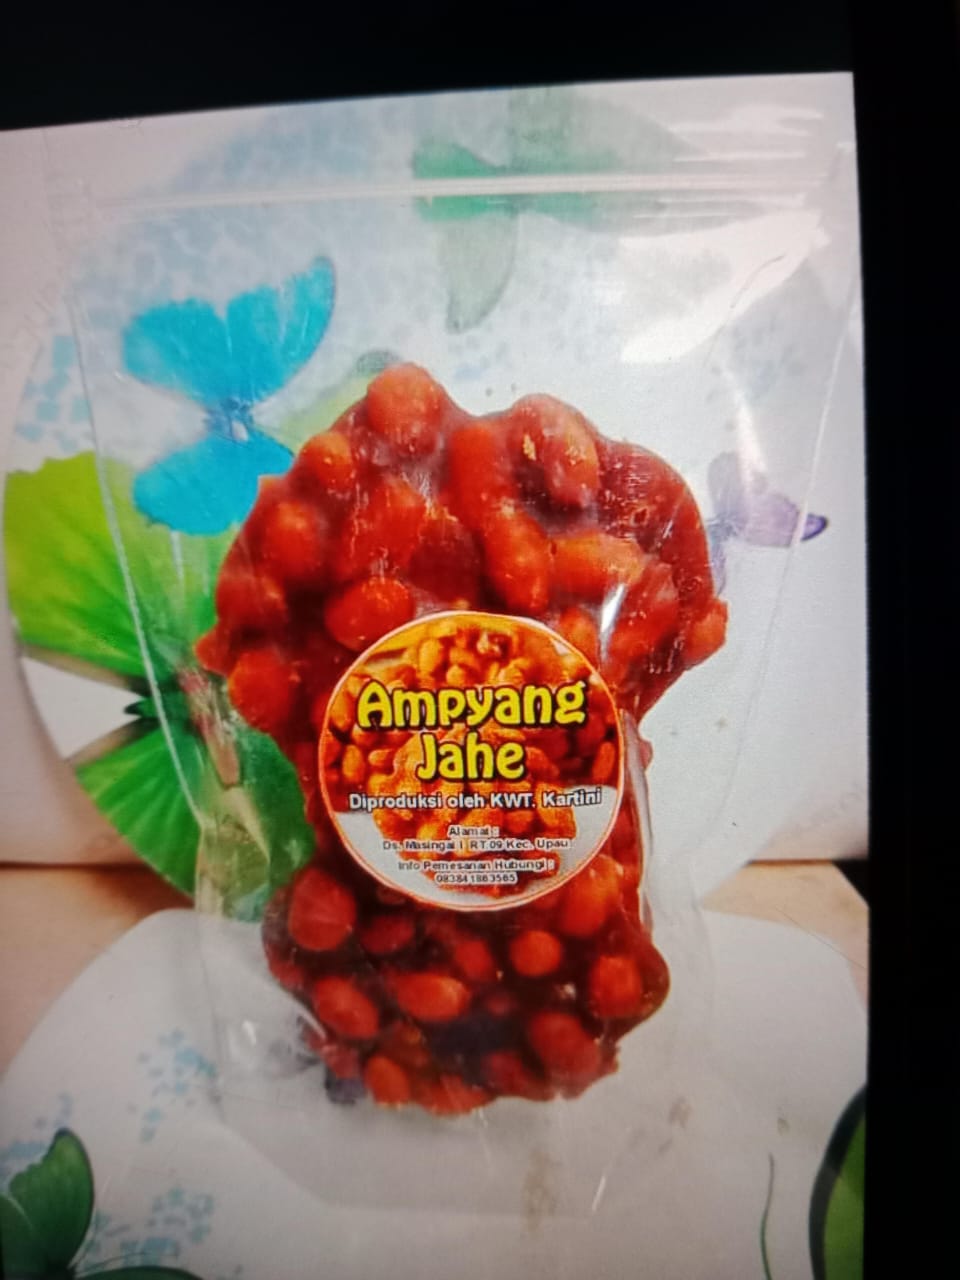 Ampyang
Jahe
Diproduksi oleh KWT. Kartini
Alamat :
Ds. Masingai I RT.09 Kec. Upau
Info Pemesanan Hubungi :
083841863565